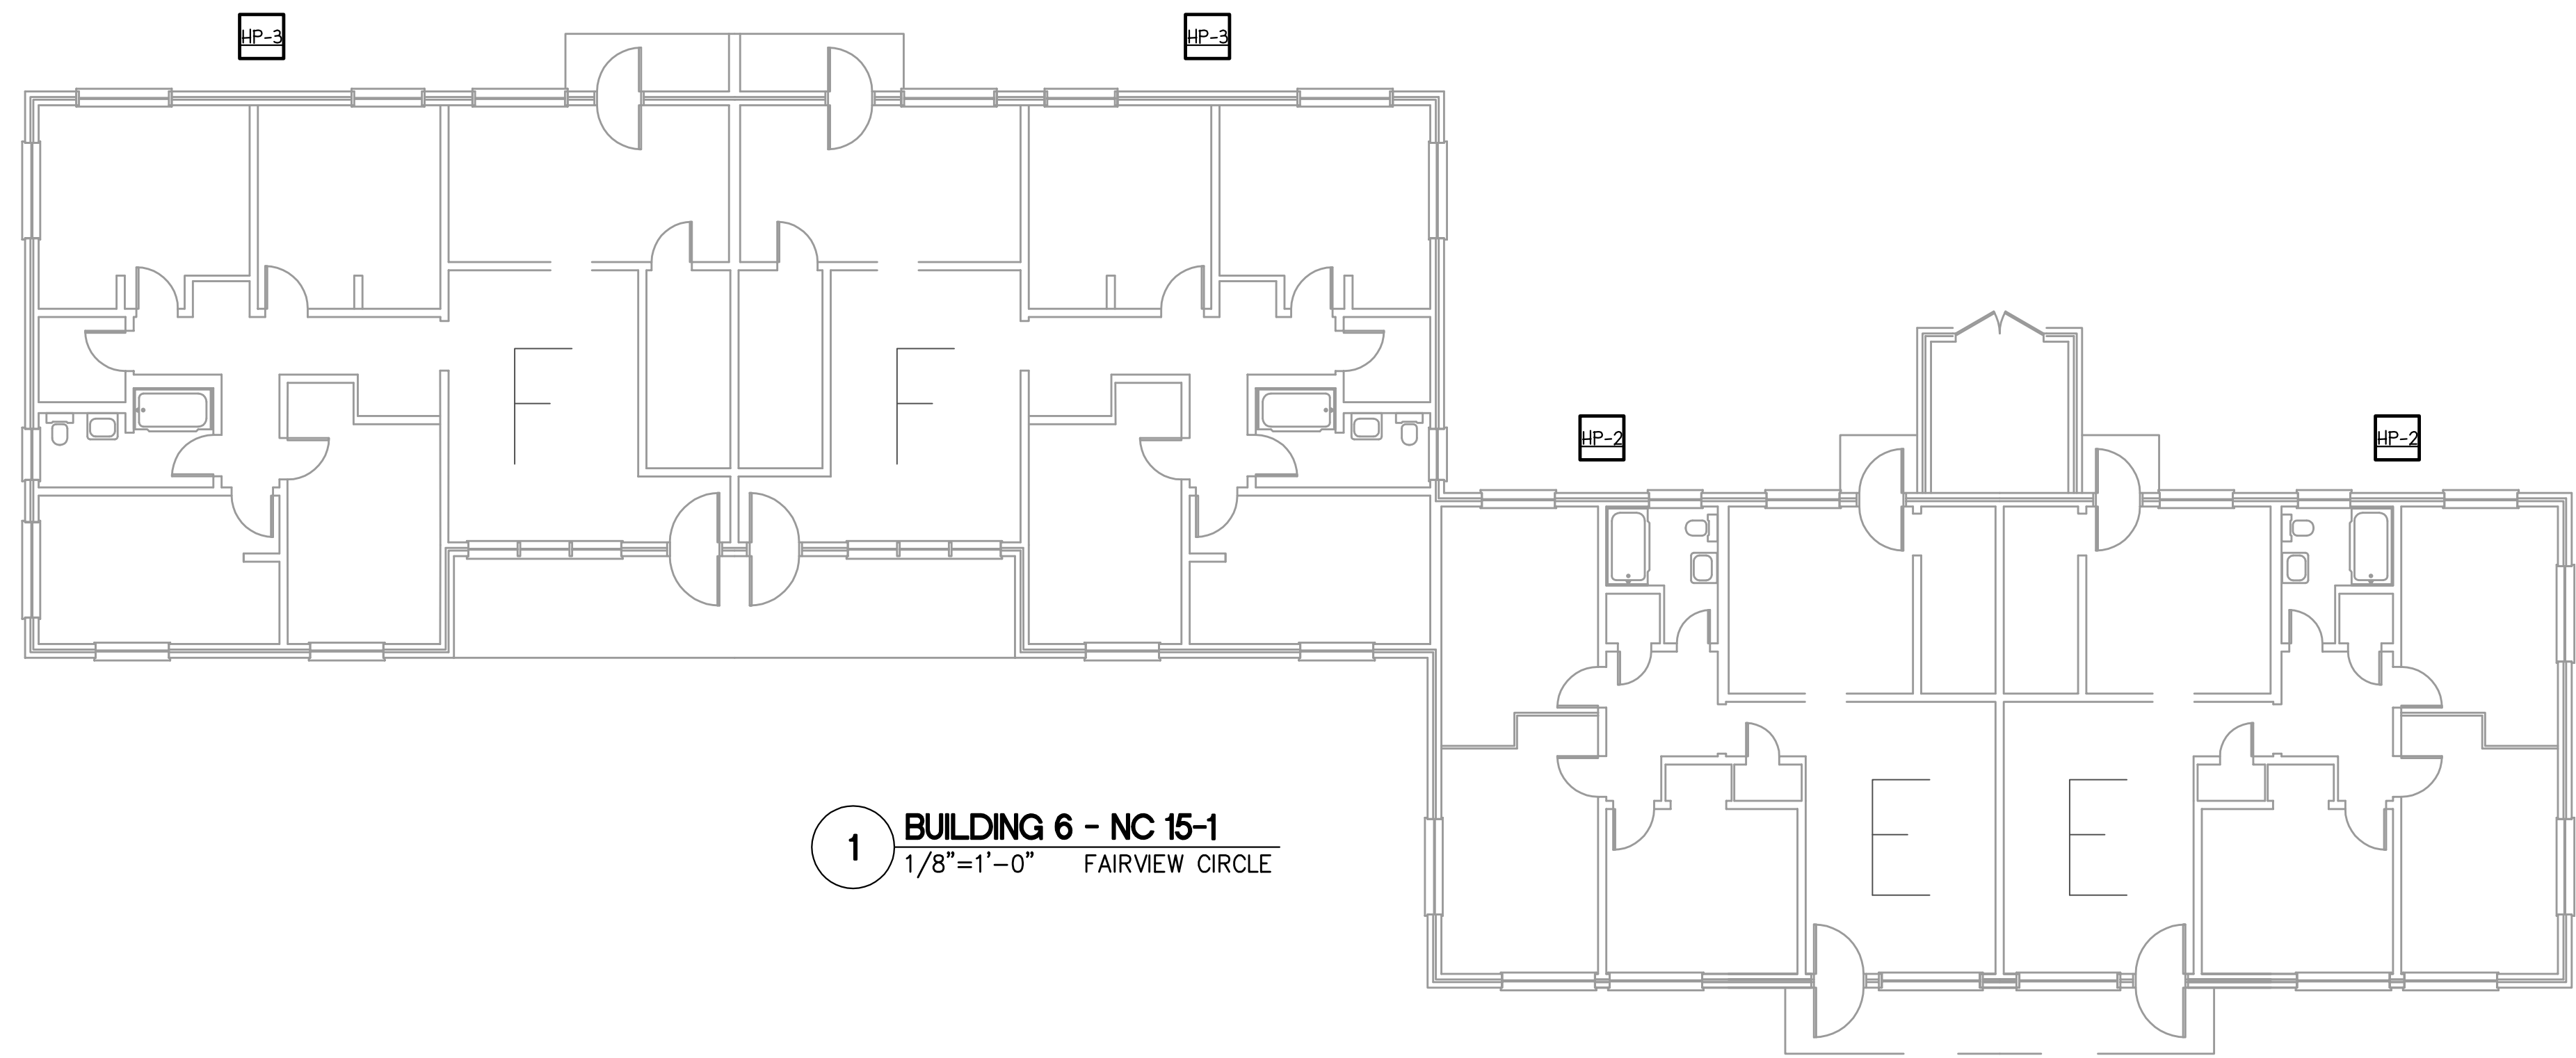 HP-3
HP-3
F
F
HP-2
HP-2
E
E
1
BUILDING 6 - NC 15-1
1/8"=1'-0" FAIRVIEW CIRCLE